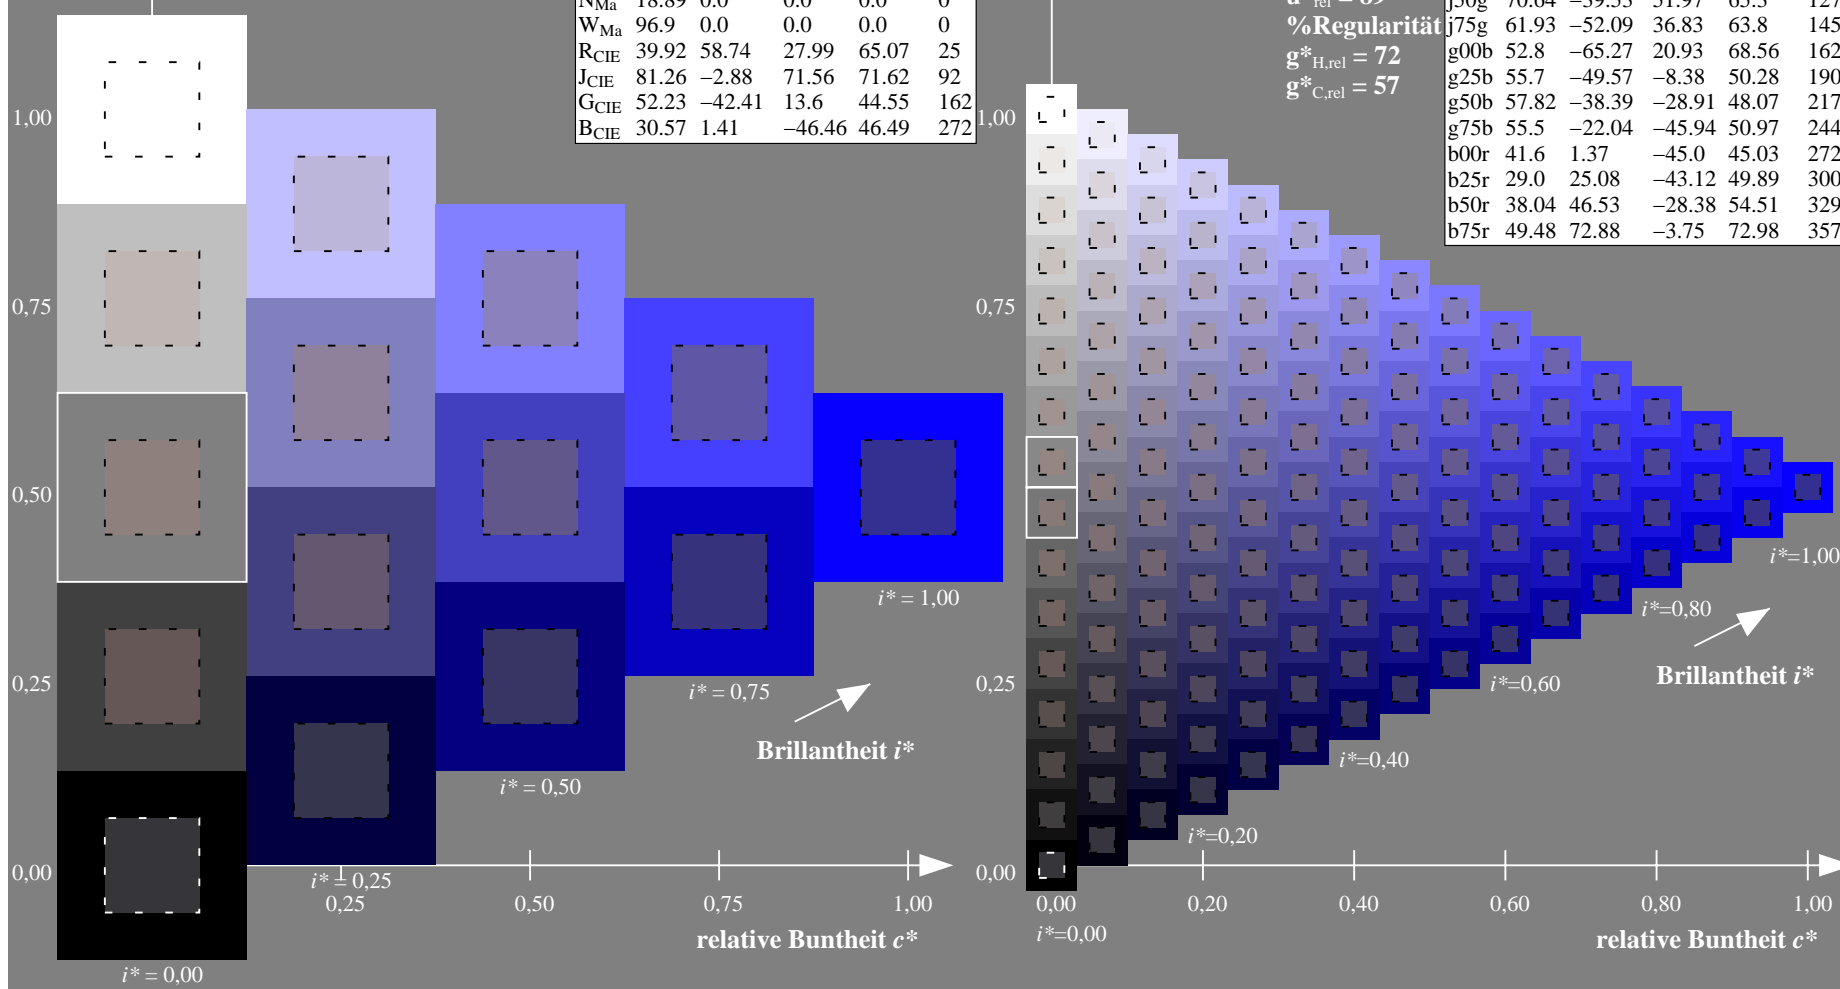 N_Ma 18.89 0.0 0.0 0.0 0
W_Ma 96.9 0.0 0.0 0.0 0
R_CIE 39.92 58.74 27.99 65.07 25
J_CIE 81.26 −2.88 71.56 71.62 92
G_CIE 52.23 −42.41 13.6 44.55 162
B_CIE 30.57 1.41 −46.46 46.49 272
1,00
0,75
0,50
0,25
0,00
i* = 1,00
i* = 0,75
Brillantheit i*
i* = 0,50
i* = 0,25
0,25 0,50 0,75 1,00
relative Buntheit c*
i* = 0,00
%Regularität
g*H,rel = 72
g*C,rel = 57
j75g 61.93 −52.09 36.83 63.8 145
g00b 52.8 −65.27 20.93 68.56 162
g25b 55.7 −49.57 −8.38 50.28 190
g50b 57.82 −38.39 −28.91 48.07 217
g75b 55.5 −22.04 −45.94 50.97 244
b00r 41.6 1.37 −45.0 45.03 272
b25r 29.0 25.08 −43.12 49.89 300
b50r 38.04 46.53 −28.38 54.51 329
b75r 49.48 72.88 −3.75 72.98 357
1,00
0,75
0,25
0,00
i*=1,00
i*=0,80
Brillantheit i*
i*=0,60
i*=0,40
i*=0,20
0,00 0,20 0,40 0,60 0,80 1,00
i*=0,00
relative Buntheit c*